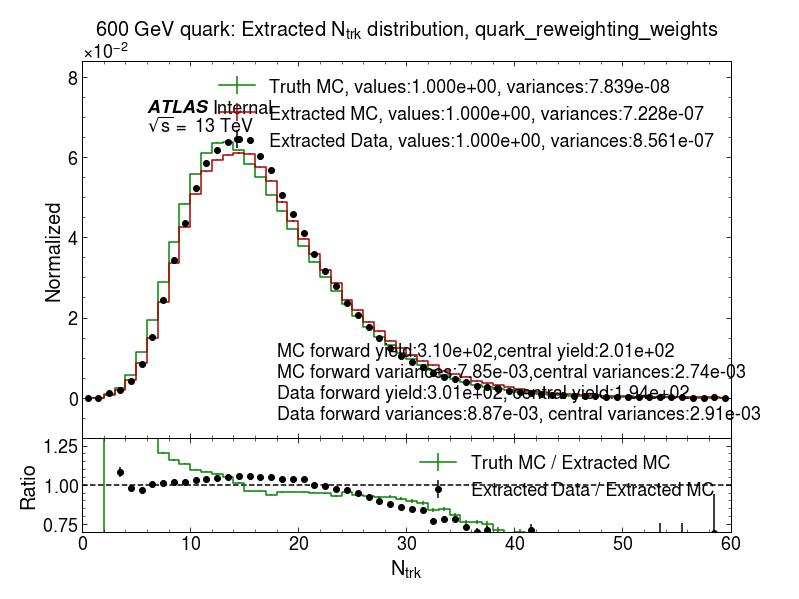 600 GeV quark: Extracted N_trk distribution, quark_reweighting_weights
×10⁻²
Truth MC, values:1.000e+00, variances:7.839e-08
ATLAS Internal
Extracted MC, values:1.000e+00, variances:7.228e-07
√s = 13 TeV
Extracted Data, values:1.000e+00, variances:8.561e-07
Normalized
8
6
4
2
0
MC forward yield:3.10e+02,central yield:2.01e+02
MC forward variances:7.85e-03,central variances:2.74e-03
Data forward yield:3.01e+02, central yield:1.94e+02
Data forward variances:8.87e-03, central variances:2.91e-03
Ratio
1.25
1.00
0.75
Truth MC / Extracted MC
Extracted Data / Extracted MC
0 10 20 30 40 50 60
N_trk